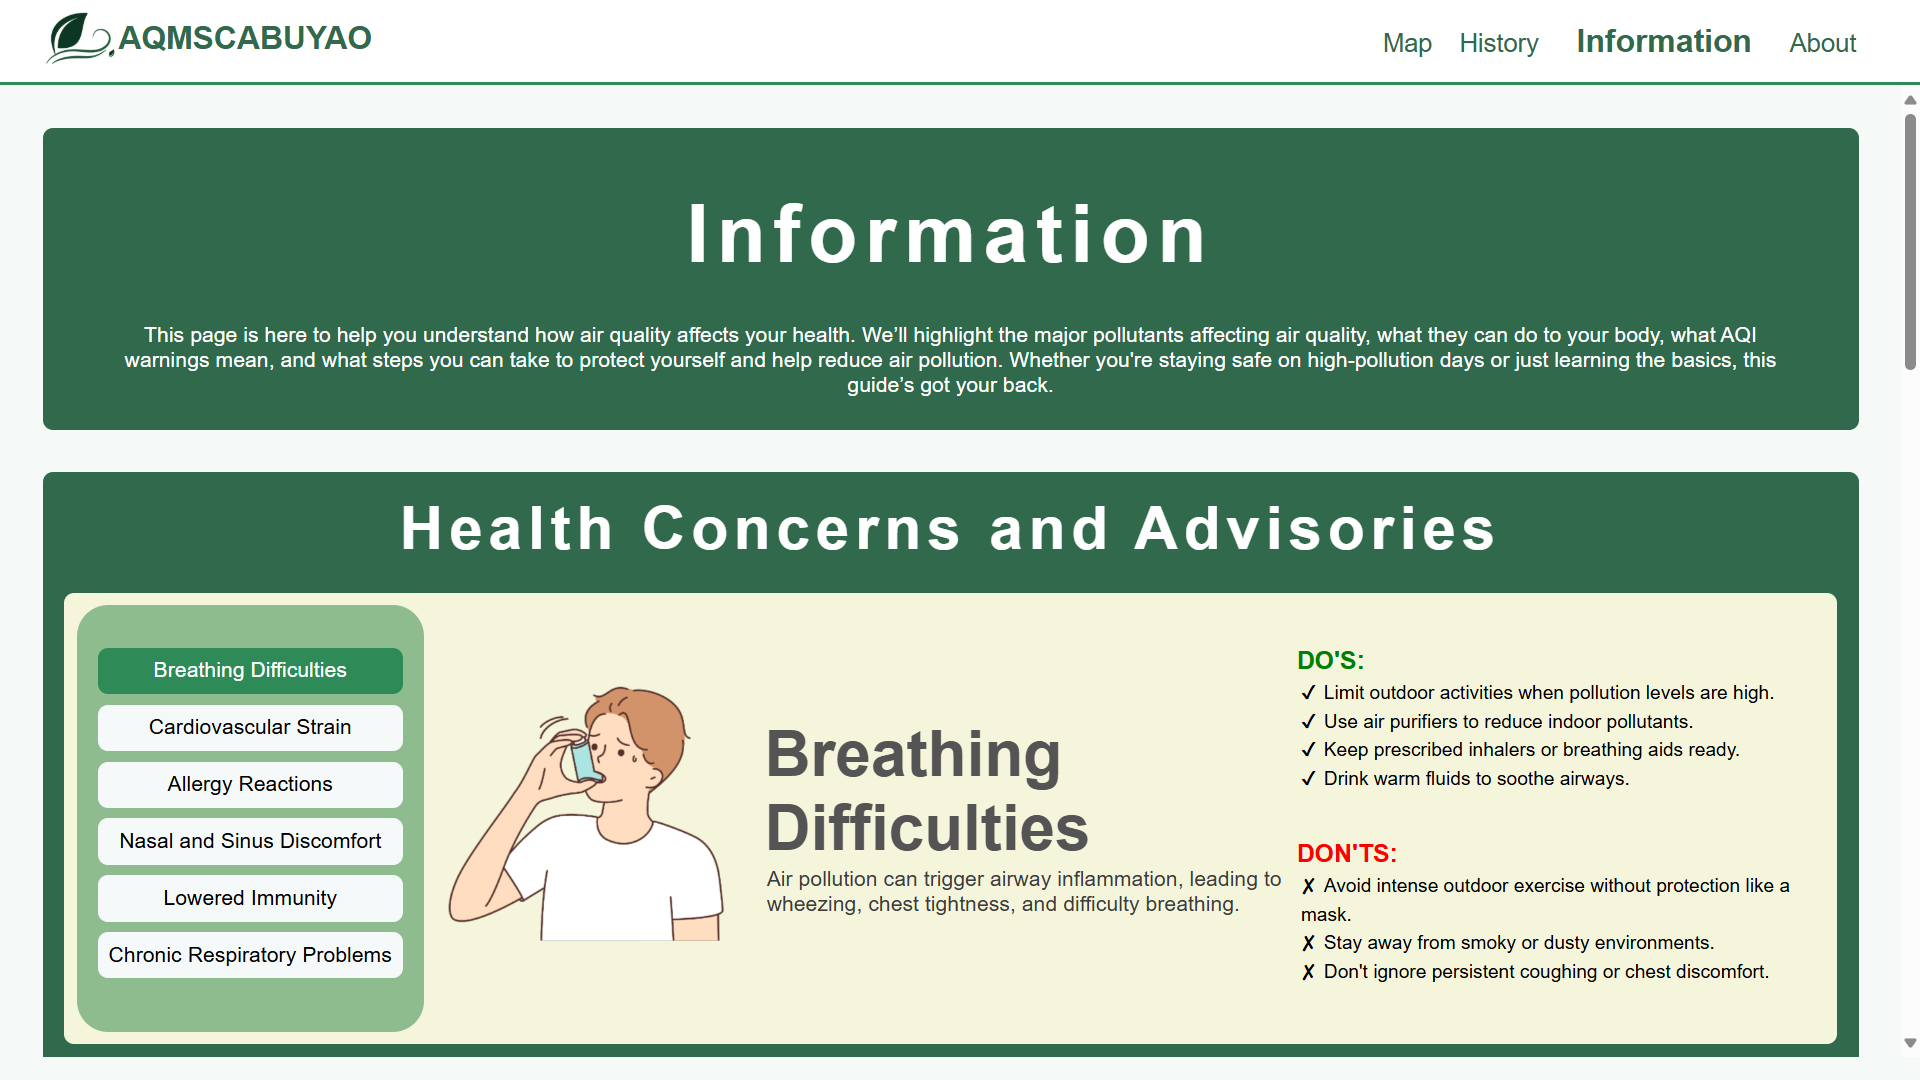 AQMSCABUYAO
Map History Information About
Information
This page is here to help you understand how air quality affects your health. We’ll highlight the major pollutants affecting air quality, what they can do to your body, what AQI
warnings mean, and what steps you can take to protect yourself and help reduce air pollution. Whether you're staying safe on high-pollution days or just learning the basics, this
guide’s got your back.
Health Concerns and Advisories
Breathing Difficulties
Cardiovascular Strain
Allergy Reactions
Nasal and Sinus Discomfort
Lowered Immunity
Chronic Respiratory Problems
Breathing
Difficulties
Air pollution can trigger airway inflammation, leading to
wheezing, chest tightness, and difficulty breathing.
DO'S:
✓ Limit outdoor activities when pollution levels are high.
✓ Use air purifiers to reduce indoor pollutants.
✓ Keep prescribed inhalers or breathing aids ready.
✓ Drink warm fluids to soothe airways.
DON'TS:
✗ Avoid intense outdoor exercise without protection like a
mask.
✗ Stay away from smoky or dusty environments.
✗ Don't ignore persistent coughing or chest discomfort.